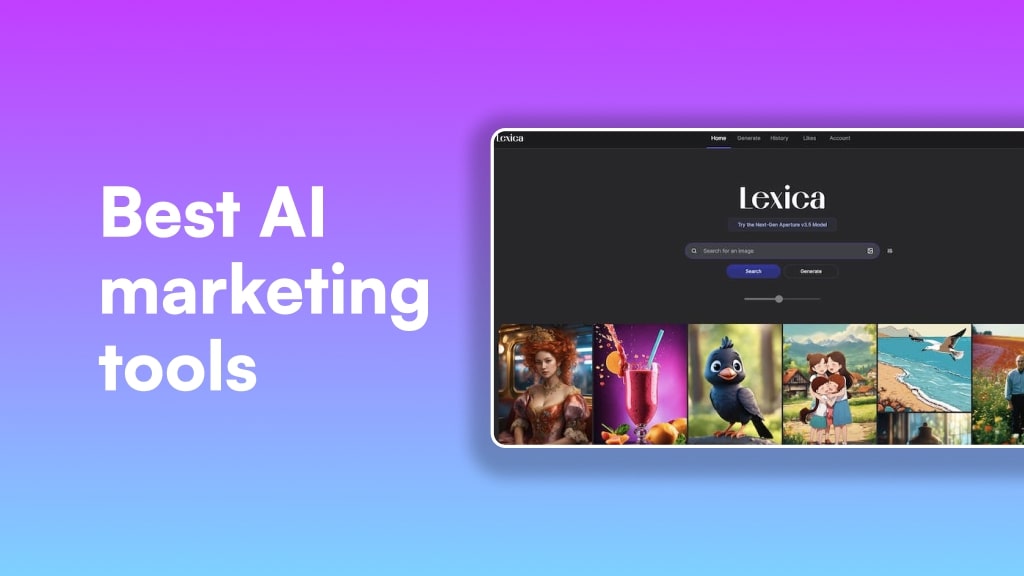 Best AI
marketing
tools
Lexica
Home Generate History Likes Account
Lexica
Try the Next-Gen Aperture v3.5 Model
Search for an image
Search Generate